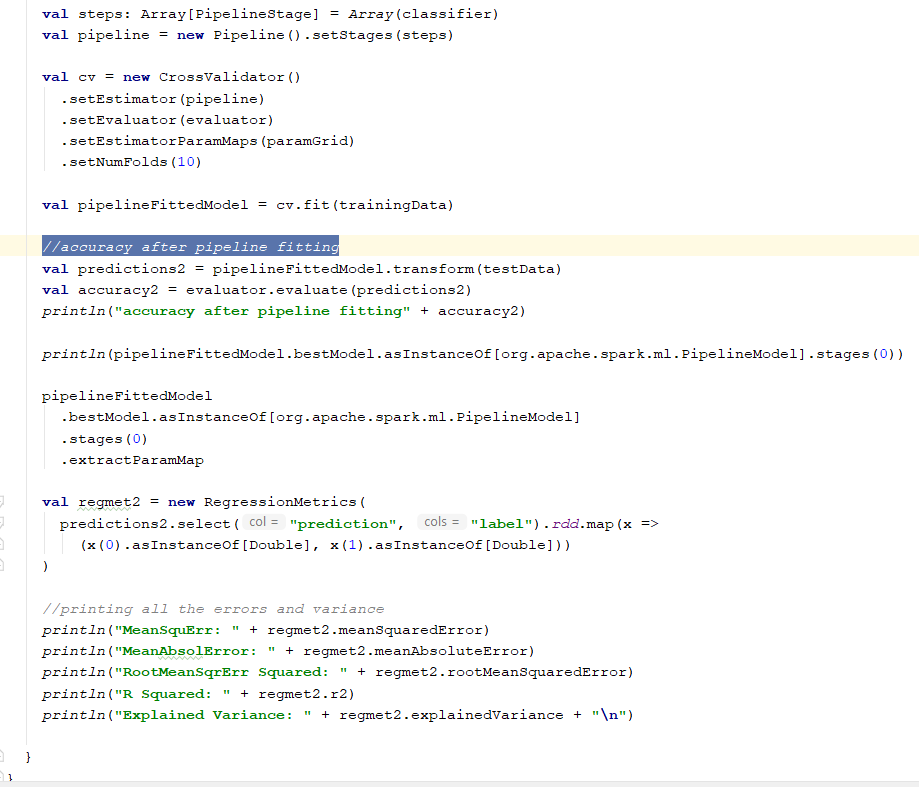 val steps: Array[PipelineStage] = Array(classifier)
val pipeline = new Pipeline().setStages(steps)
val cv = new CrossValidator()
.setEstimator(pipeline)
.setEvaluator(evaluator)
.setEstimatorParamMaps(paramGrid)
.setNumFolds(10)
val pipelineFittedModel = cv.fit(trainingData)
//accuracy after pipeline fitting
val predictions2 = pipelineFittedModel.transform(testData)
val accuracy2 = evaluator.evaluate(predictions2)
println("accuracy after pipeline fitting" + accuracy2)
println(pipelineFittedModel.bestModel.asInstanceOf[org.apache.spark.ml.PipelineModel].stages(0))
pipelineFittedModel
.bestModel.asInstanceOf[org.apache.spark.ml.PipelineModel]
.stages(0)
.extractParamMap
val regmet2 = new RegressionMetrics(
predictions2.select( col = "prediction", cols = "label").rdd.map(x =>
(x(0).asInstanceOf[Double], x(1).asInstanceOf[Double]))
)
//printing all the errors and variance
println("MeanSquErr: " + regmet2.meanSquaredError)
println("MeanAbsolError: " + regmet2.meanAbsoluteError)
println("RootMeanSqrErr Squared: " + regmet2.rootMeanSquaredError)
println("R Squared: " + regmet2.r2)
println("Explained Variance: " + regmet2.explainedVariance + "\n")
}
}